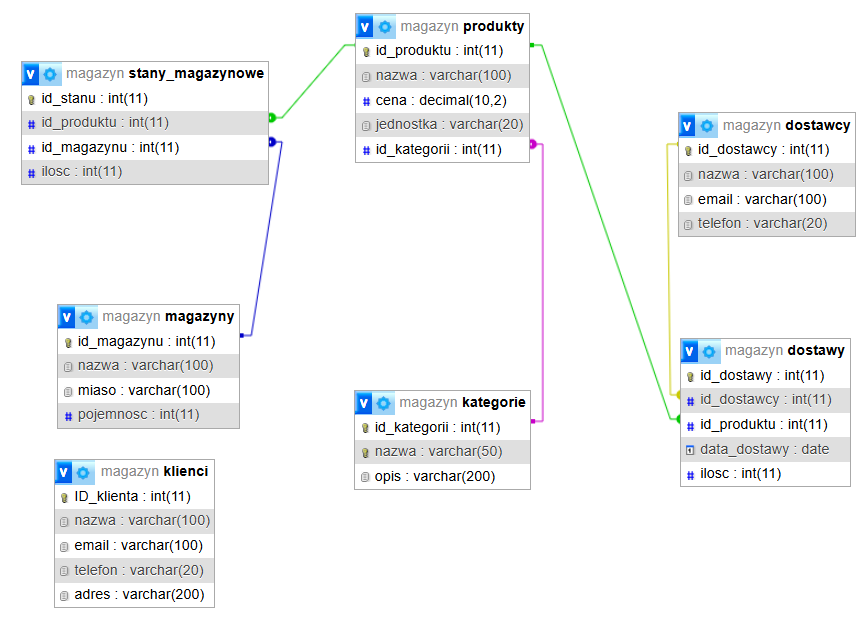 magazyn stany_magazynowe
id_stanu : int(11)
id_produktu : int(11)
id_magazynu : int(11)
ilosc : int(11)
magazyn produkty
id_produktu : int(11)
nazwa : varchar(100)
cena : decimal(10,2)
jednostka : varchar(20)
id_kategorii : int(11)
magazyn dostawcy
id_dostawcy : int(11)
nazwa : varchar(100)
email : varchar(100)
telefon : varchar(20)
magazyn magazyny
id_magazynu : int(11)
nazwa : varchar(100)
miaso : varchar(100)
pojemnosc : int(11)
magazyn kategorie
id_kategorii : int(11)
nazwa : varchar(50)
opis : varchar(200)
magazyn dostawy
id_dostawy : int(11)
id_dostawcy : int(11)
id_produktu : int(11)
data_dostawy : date
ilosc : int(11)
magazyn klienci
ID_klienta : int(11)
nazwa : varchar(100)
email : varchar(100)
telefon : varchar(20)
adres : varchar(200)